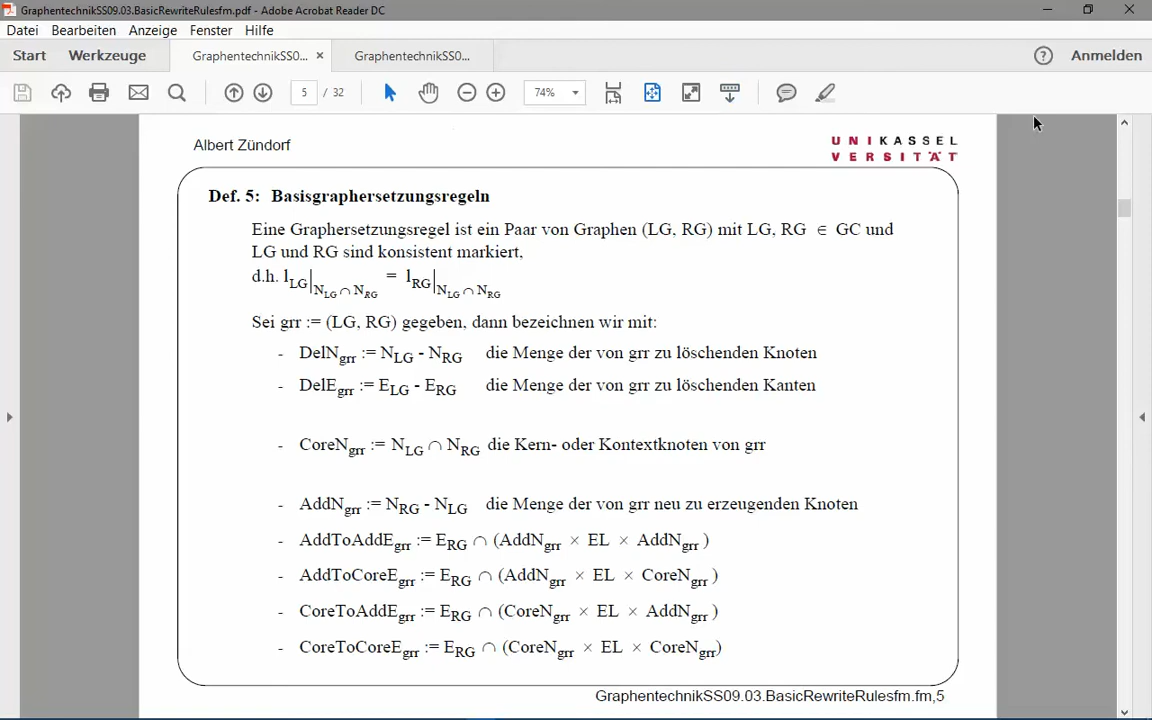 GraphentechnikSS09.03.BasicRewriteRulesfm.pdf - Adobe Acrobat Reader DC
Datei Bearbeiten Anzeige Fenster Hilfe
Start Werkzeuge GraphentechnikSS0... × GraphentechnikSS0... Anmelden
5 / 32 74%
Albert Zündorf
UNIKASSEL
VERSITÄT
Def. 5: Basisgraphersetzungsregeln
Eine Graphersetzungsregel ist ein Paar von Graphen (LG, RG) mit LG, RG ∈ GC und
LG und RG sind konsistent markiert,
d.h. l_LG|N_LG ∩ N_RG = l_RG|N_LG ∩ N_RG
Sei grr := (LG, RG) gegeben, dann bezeichnen wir mit:
- DelN_grr := N_LG - N_RG die Menge der von grr zu löschenden Knoten
- DelE_grr := E_LG - E_RG die Menge der von grr zu löschenden Kanten
- CoreN_grr := N_LG ∩ N_RG die Kern- oder Kontextknoten von grr
- AddN_grr := N_RG - N_LG die Menge der von grr neu zu erzeugenden Knoten
- AddToAddE_grr := E_RG ∩ (AddN_grr × EL × AddN_grr )
- AddToCoreE_grr := E_RG ∩ (AddN_grr × EL × CoreN_grr )
- CoreToAddE_grr := E_RG ∩ (CoreN_grr × EL × AddN_grr )
- CoreToCoreE_grr := E_RG ∩ (CoreN_grr × EL × CoreN_grr)
GraphentechnikSS09.03.BasicRewriteRulesfm.fm,5